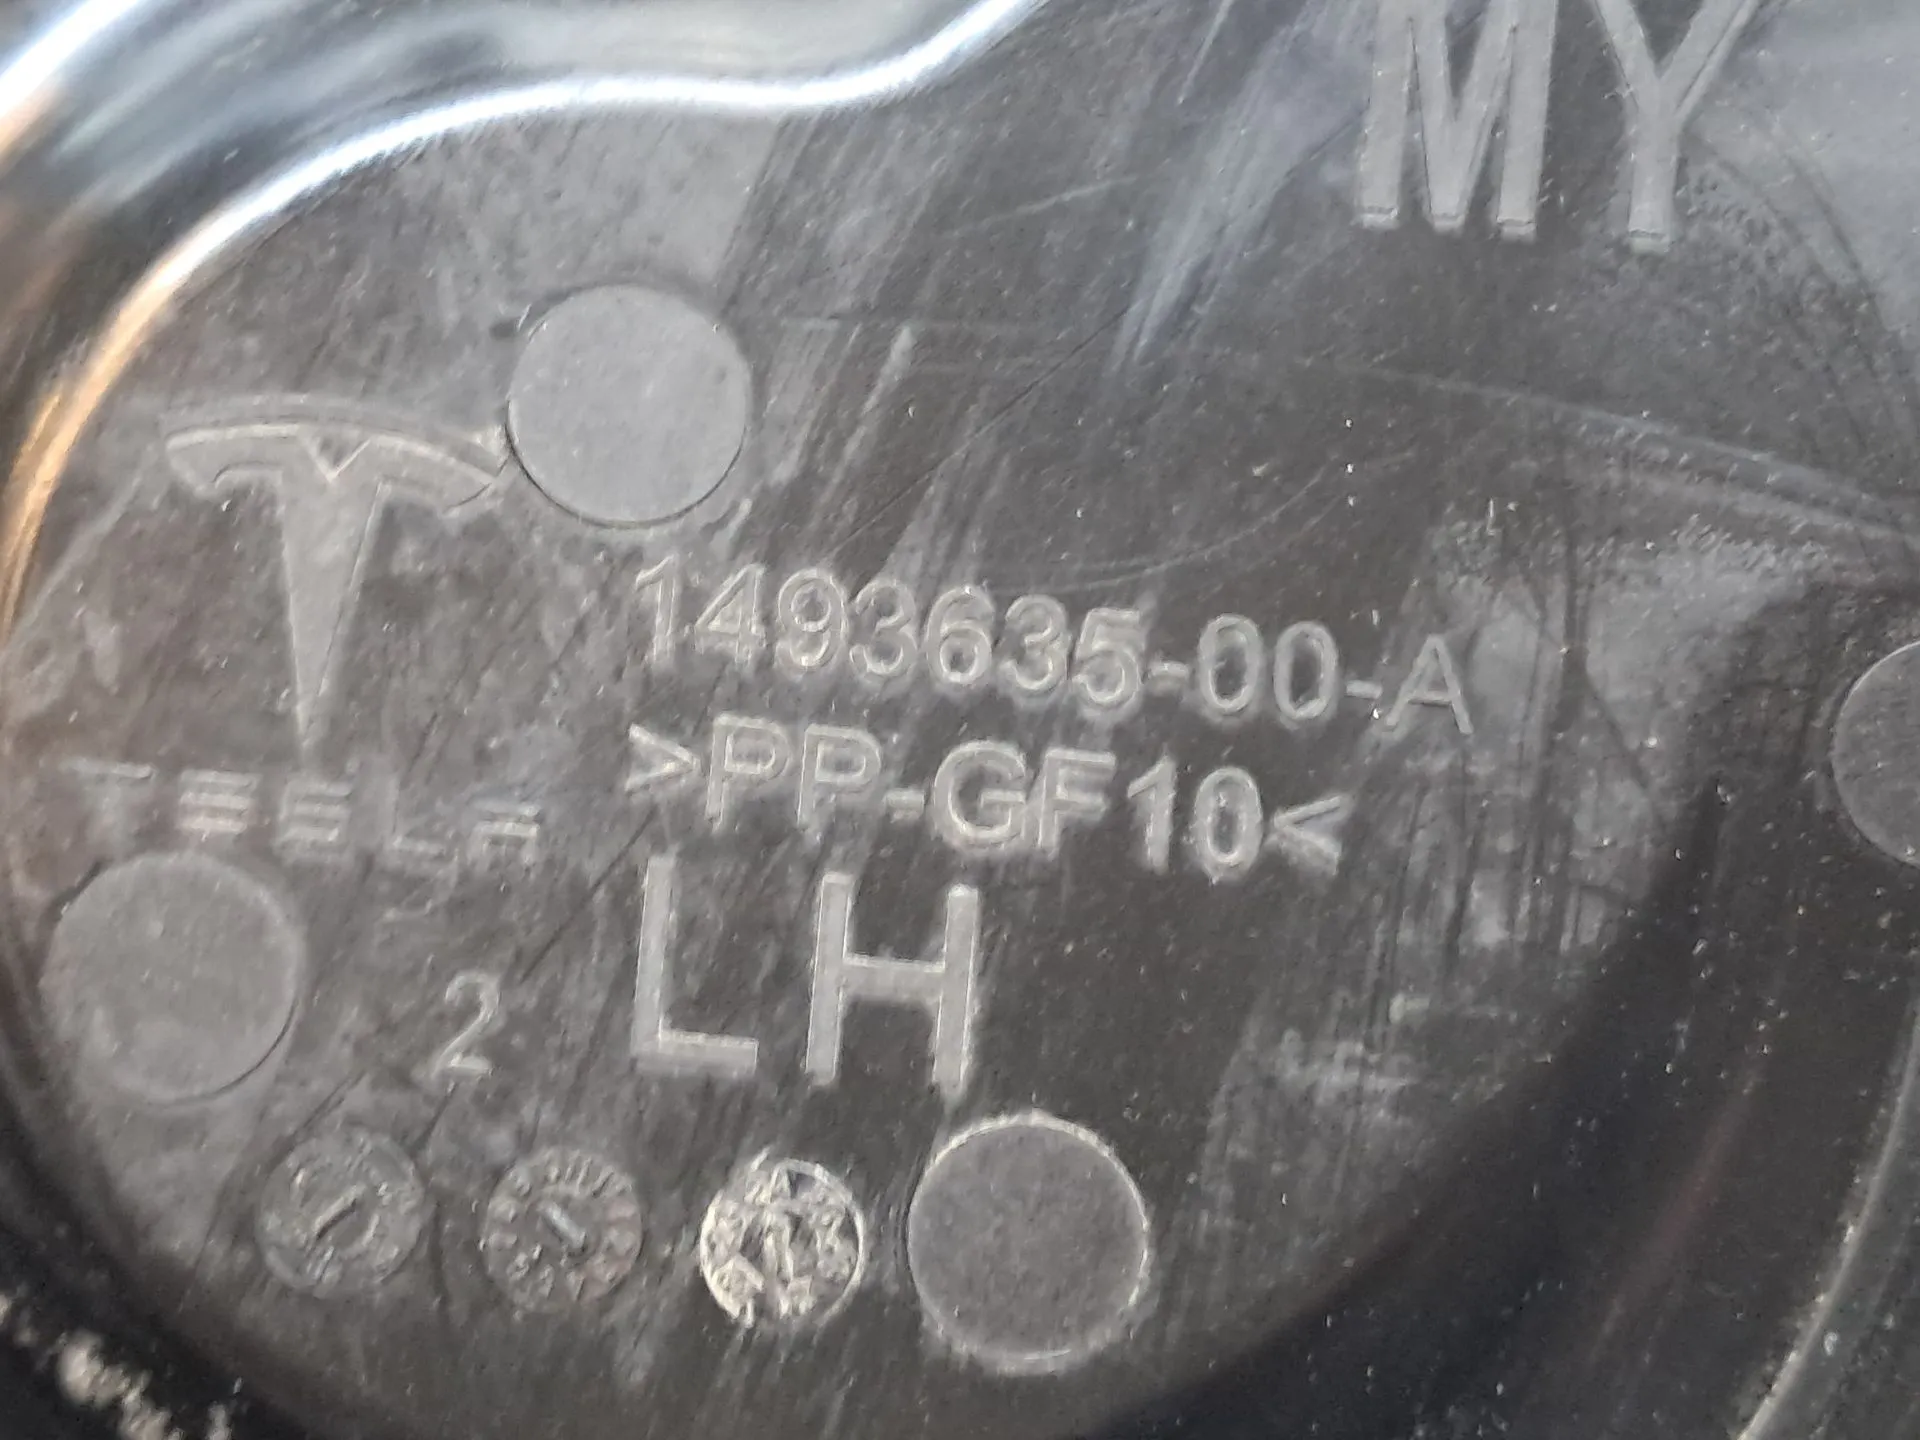 MY
1493635-00-A
>PP-GF10<
TESLA
LH
2